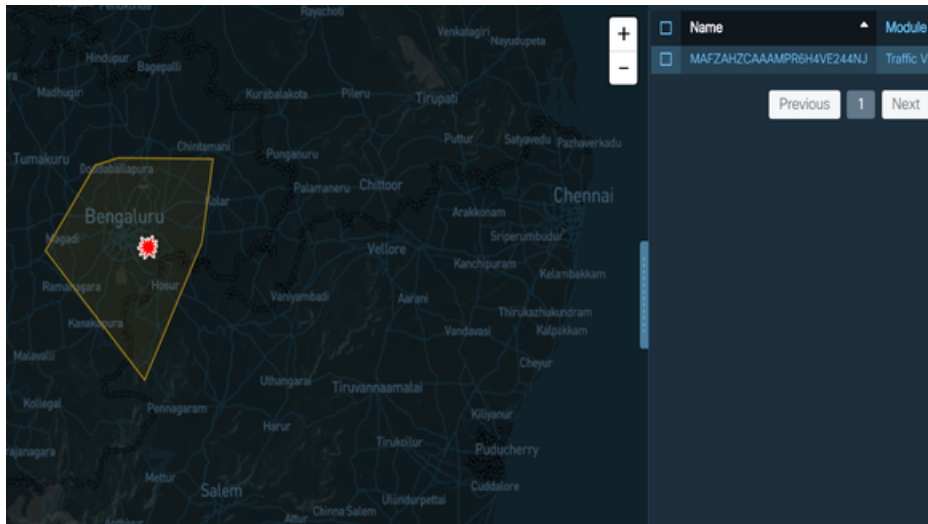 Rayachoti
Venkatagiri
Nayudupeta
Hindupur
Bagepalli
Madhugiri
Kurabalakota
Pileru
Tirupati
Puttur
Satyavedu
Pazhaverkadu
Tumakuru
Chintamani
Punganuru
Doddaballapura
Palamaneru
Chittoor
Chennai
Kolar
Bengaluru
Arakkonam
Magadi
Sriperumbudur
Vellore
Kanchipuram
Kelambakkam
Ramanagara
Hosur
Vaniyambadi
Aarani
Thirukazhukundram
Kanakapura
Vandavasi
Kalpakkam
Malavalli
Cheyur
Uthangarai
Tiruvannaamalai
Kollegal
Pennagaram
Kiliyanur
Harur
Tirukoilur
rajanagara
Puducherry
Mettur
Salem
Cuddalore
Ulundurpettai
Chinna Salem
Attur
+
−
Name
Module
MAFZAHZCAAAMPR6H4VE244NJ
Traffic V
Previous
1
Next